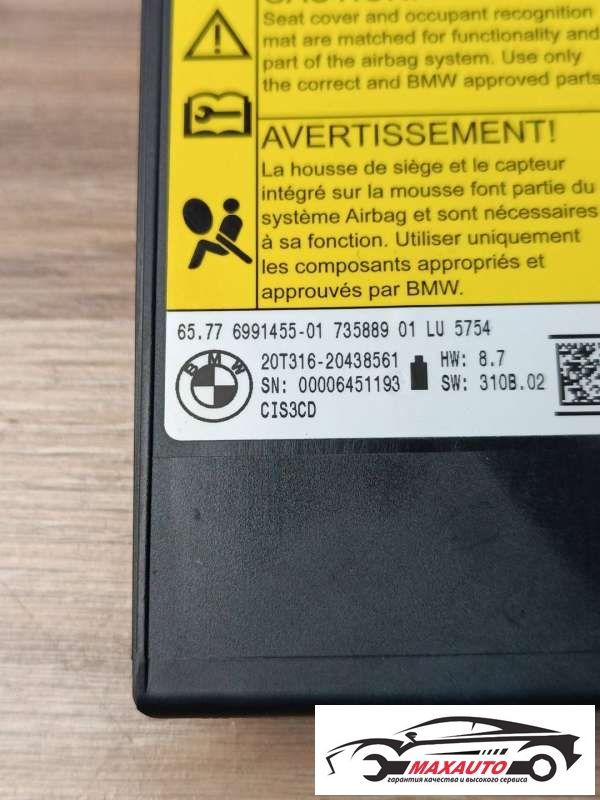 CAUTION!
Seat cover and occupant recognition
mat are matched for functionality and
part of the airbag system. Use only
the correct and BMW approved parts
AVERTISSEMENT!
La housse de siège et le capteur
intégré sur la mousse font partie du
système Airbag et sont nécessaires
à sa fonction. Utiliser uniquement
les composants appropriés et
approuvés par BMW.
65.77 6991455-01 735889 01 LU 5754
BMW
20T316-20438561 HW: 8.7
SN: 00006451193 SW: 310B.02
CIS3CD
MAXAUTO
гарантия качества и высокого сервиса